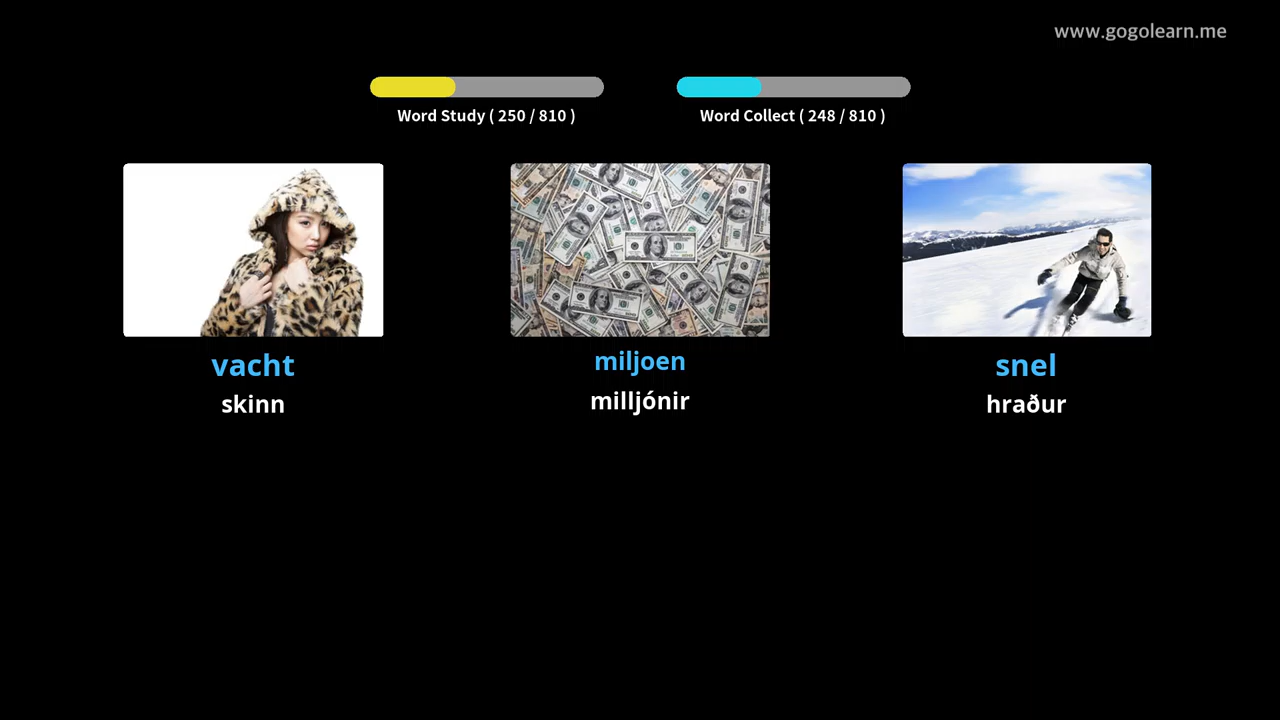 www.gogolearn.me
Word Study ( 250 / 810 )
Word Collect ( 248 / 810 )
vacht
skinn
miljoen
milljónir
snel
hraður